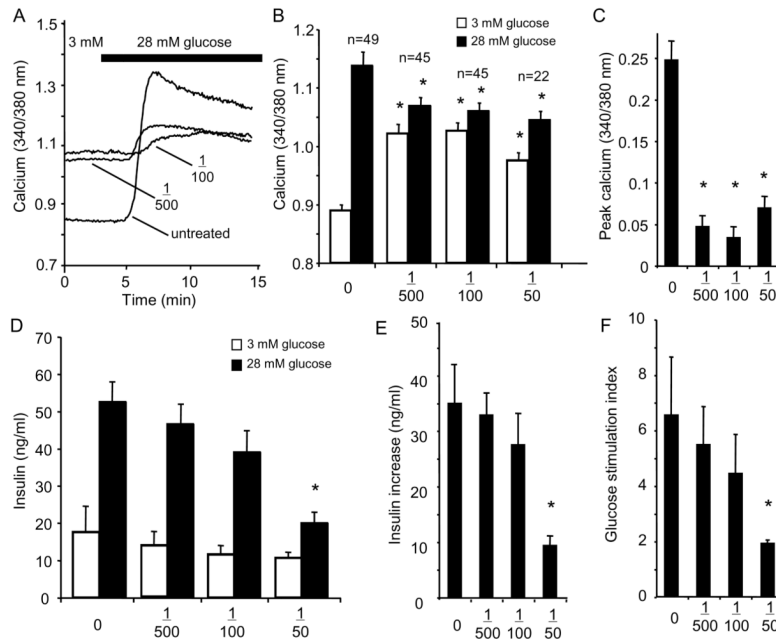 A
3 mM
28 mM glucose
Calcium (340/380 nm)
1.5
1.3
1.1
0.9
0.7
1/100
1/500
untreated
0
5
10
15
Time (min)
B
3 mM glucose
28 mM glucose
n=49
n=45
n=45
n=22
* * * * * *
Calcium (340/380 nm)
1.2
1.1
1.0
0.9
0.8
0
1/500
1/100
1/50
C
Peak calcium (340/380 nm)
0.25
0.2
0.15
0.1
0.05
0
* * *
0
1/500
1/100
1/50
D
3 mM glucose
28 mM glucose
Insulin (ng/ml)
70
60
50
40
30
20
10
0
*
0
1/500
1/100
1/50
E
Insulin increase (ng/ml)
50
40
30
20
10
0
*
0
1/500
1/100
1/50
F
Glucose stimulation index
10
8
6
4
2
0
*
0
1/500
1/100
1/50